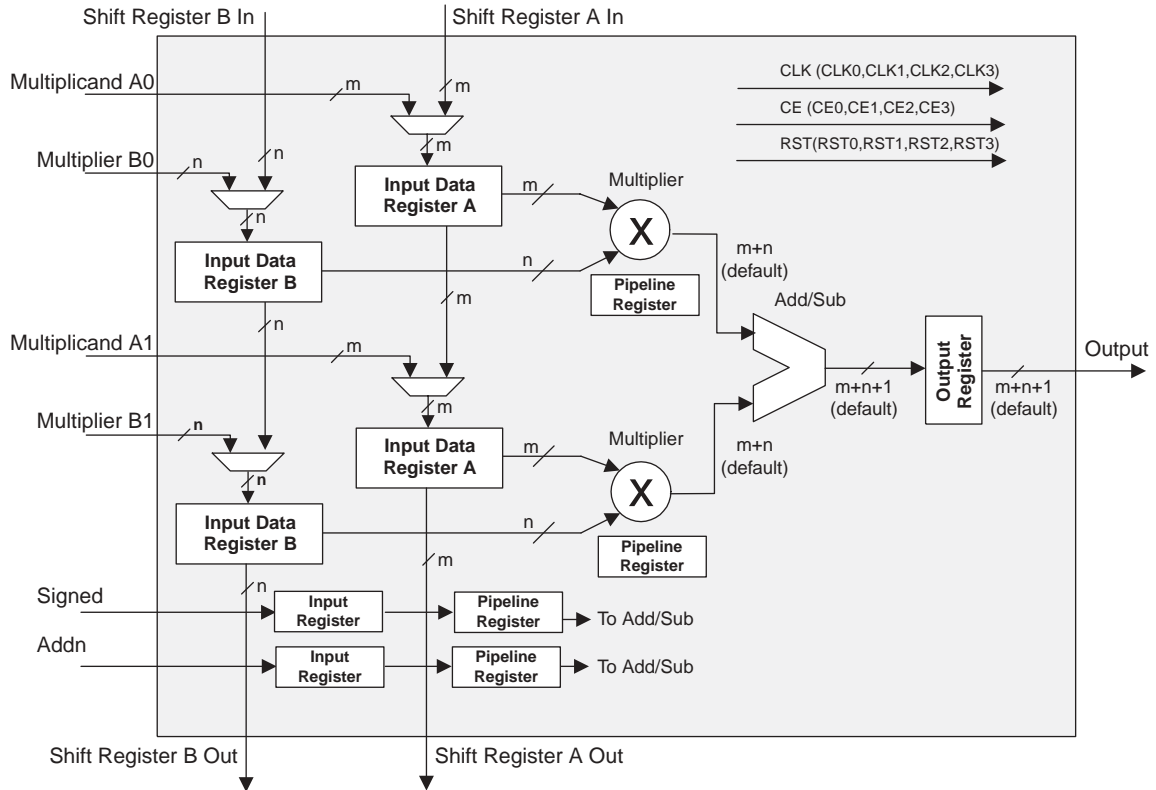 Shift Register B In
Shift Register A In
Multiplicand A0
m
m
CLK (CLK0,CLK1,CLK2,CLK3)
CE (CE0,CE1,CE2,CE3)
RST(RST0,RST1,RST2,RST3)
Multiplier B0
n
n
m
Input Data
Register A
m
Multiplier
X
n
Input Data
Register B
n
m+n
(default)
Pipeline
Register
m
n
Add/Sub
Multiplicand A1
m
Output
Register
Output
m+n+1
(default)
m+n+1
(default)
m
Multiplier B1
n
Input Data
Register A
m
Multiplier
X
m+n
(default)
n
Input Data
Register B
n
Pipeline
Register
m
n
Signed
Input
Register
Pipeline
Register
To Add/Sub
Addn
Input
Register
Pipeline
Register
To Add/Sub
Shift Register B Out
Shift Register A Out